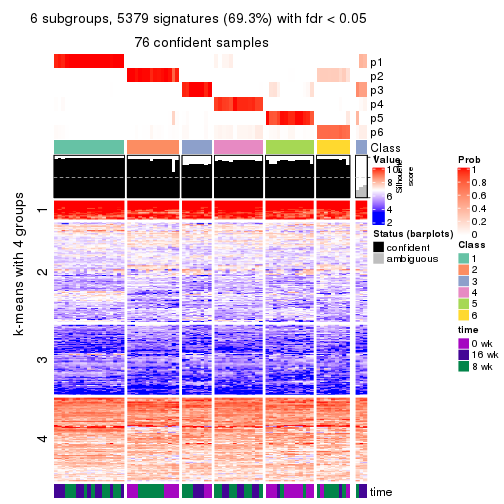 6 subgroups, 5379 signatures (69.3%) with fdr < 0.05
76 confident samples
p1
p2
p3
p4
p5
p6
Class
Silhouette
score
k-means with 4 groups
1
2
3
4
time
Value
10
8
6
4
2
Status (barplots)
confident
ambiguous
Prob
1
0.8
0.6
0.4
0.2
0
Class
1
2
3
4
5
6
time
0 wk
16 wk
8 wk